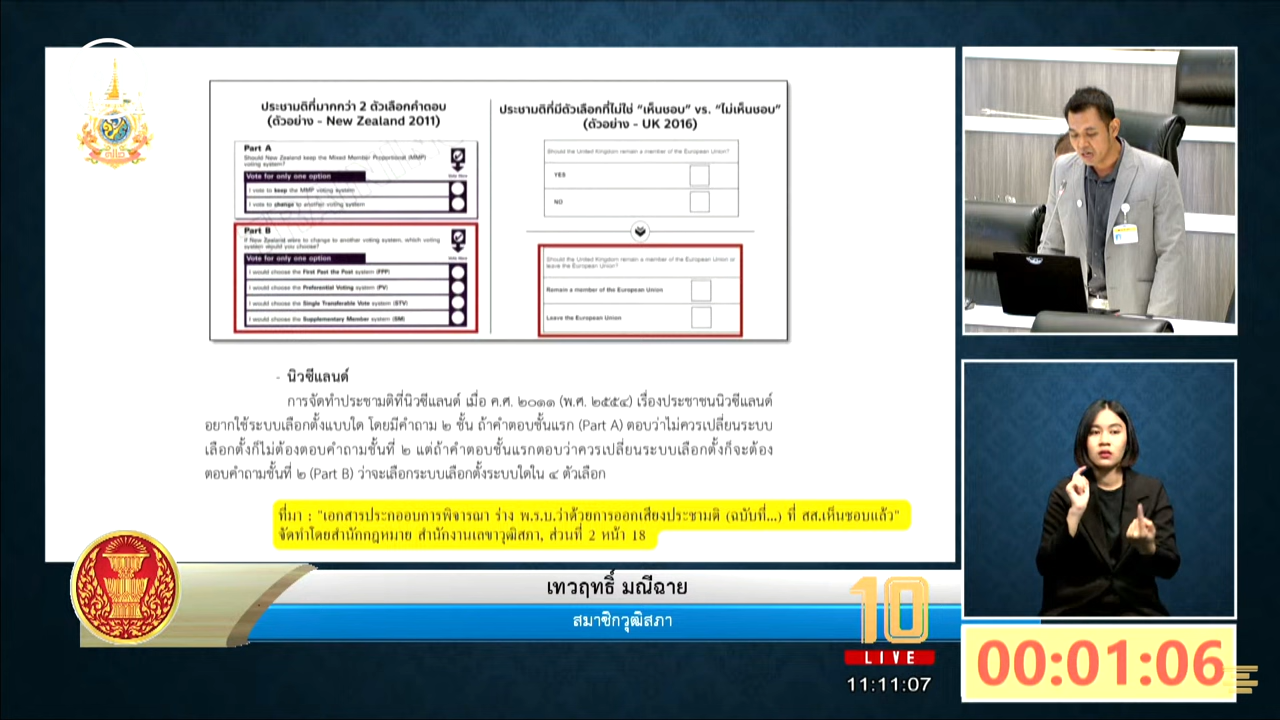 ประชามติที่มากกว่า 2 ตัวเลือกคำตอบ
(ตัวอย่าง - New Zealand 2011)
Part A
Should New Zealand keep the Mixed Member Proportional (MMP)
voting system?
Vote Here
Vote for only one option
I vote to keep the MMP voting system
I vote to change to another voting system
Part B
If New Zealand were to change to another voting system, which voting
system would you choose?
Vote Here
Vote for only one option
I would choose the First Past the Post system (FPP)
I would choose the Preferential Voting system (PV)
I would choose the Single Transferable Vote system (STV)
I would choose the Supplementary Member system (SM)
ประชามติที่มีตัวเลือกที่ไม่ใช่ “เห็นชอบ” vs. “ไม่เห็นชอบ”
(ตัวอย่าง - UK 2016)
Should the United Kingdom remain a member of the European Union?
YES
NO
Should the United Kingdom remain a member of the European Union or
leave the European Union?
Remain a member of the European Union
Leave the European Union
- นิวซีแลนด์
การจัดทำประชามติที่นิวซีแลนด์ เมื่อ ค.ศ. ๒๐๑๑ (พ.ศ. ๒๕๕๔) เรื่องประชาชนนิวซีแลนด์
อยากใช้ระบบเลือกตั้งแบบใด โดยมีคำถาม ๒ ชั้น ถ้าคำตอบชั้นแรก (Part A) ตอบว่าไม่ควรเปลี่ยนระบบ
เลือกตั้งก็ไม่ต้องตอบคำถามชั้นที่ ๒ แต่ถ้าคำตอบชั้นแรกตอบว่าควรเปลี่ยนระบบเลือกตั้งก็จะต้อง
ตอบคำถามชั้นที่ ๒ (Part B) ว่าจะเลือกระบบเลือกตั้งระบบใดใน ๔ ตัวเลือก
ที่มา : "เอกสารประกออบการพิจารณา ร่าง พ.ร.บ.ว่าด้วยการออกเสียงประชามติ (ฉบับที่...) ที่ สส.เห็นชอบแล้ว"
จัดทำโดยสำนักกฎหมาย สำนักงานเลขาวุฒิสภา, ส่วนที่ 2 หน้า 18
เทวฤทธิ์ มณีฉาย
สมาชิกวุฒิสภา
10
LIVE
11:11:07
00:01:06